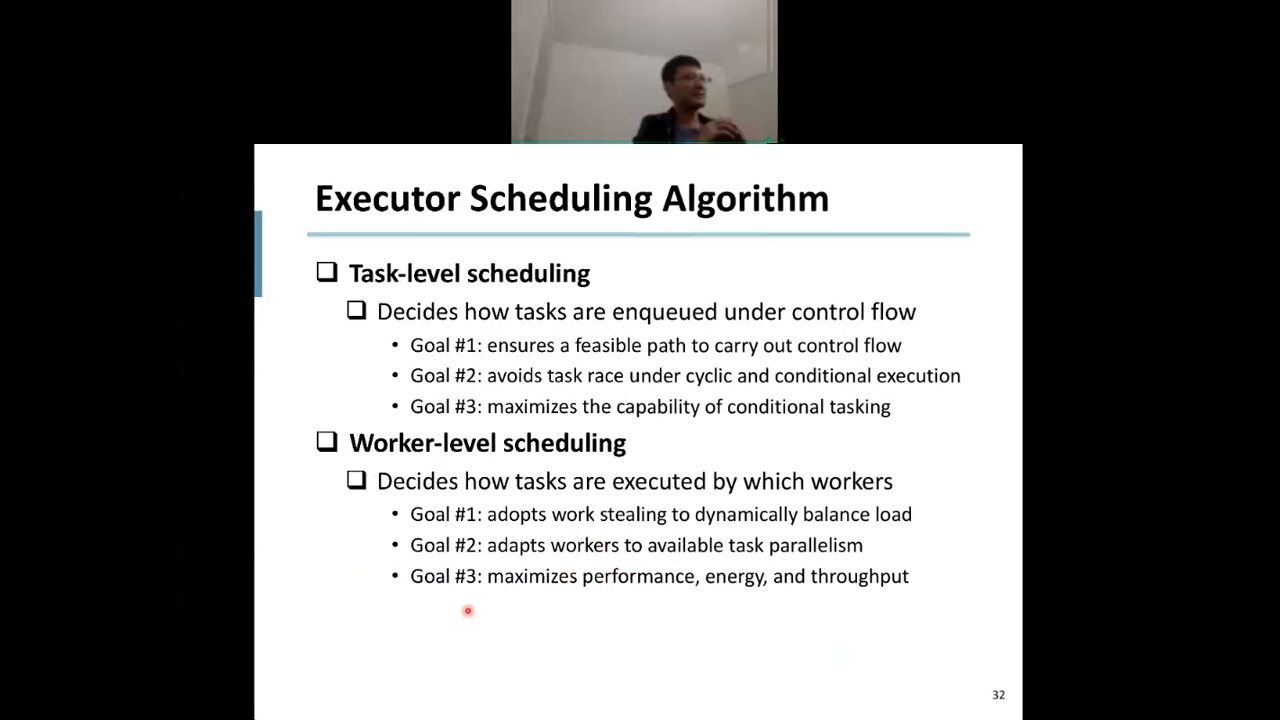 Executor Scheduling Algorithm
Task-level scheduling
Decides how tasks are enqueued under control flow
• Goal #1: ensures a feasible path to carry out control flow
• Goal #2: avoids task race under cyclic and conditional execution
• Goal #3: maximizes the capability of conditional tasking
Worker-level scheduling
Decides how tasks are executed by which workers
• Goal #1: adopts work stealing to dynamically balance load
• Goal #2: adapts workers to available task parallelism
• Goal #3: maximizes performance, energy, and throughput
32